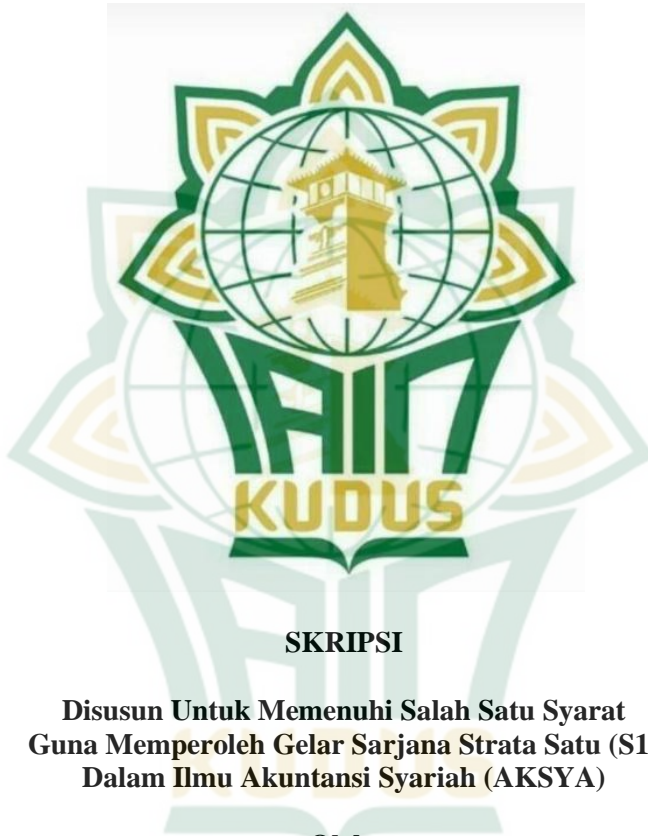 IAIN
KUDUS
SKRIPSI
Disusun Untuk Memenuhi Salah Satu Syarat
Guna Memperoleh Gelar Sarjana Strata Satu (S1
Dalam Ilmu Akuntansi Syariah (AKSYA)